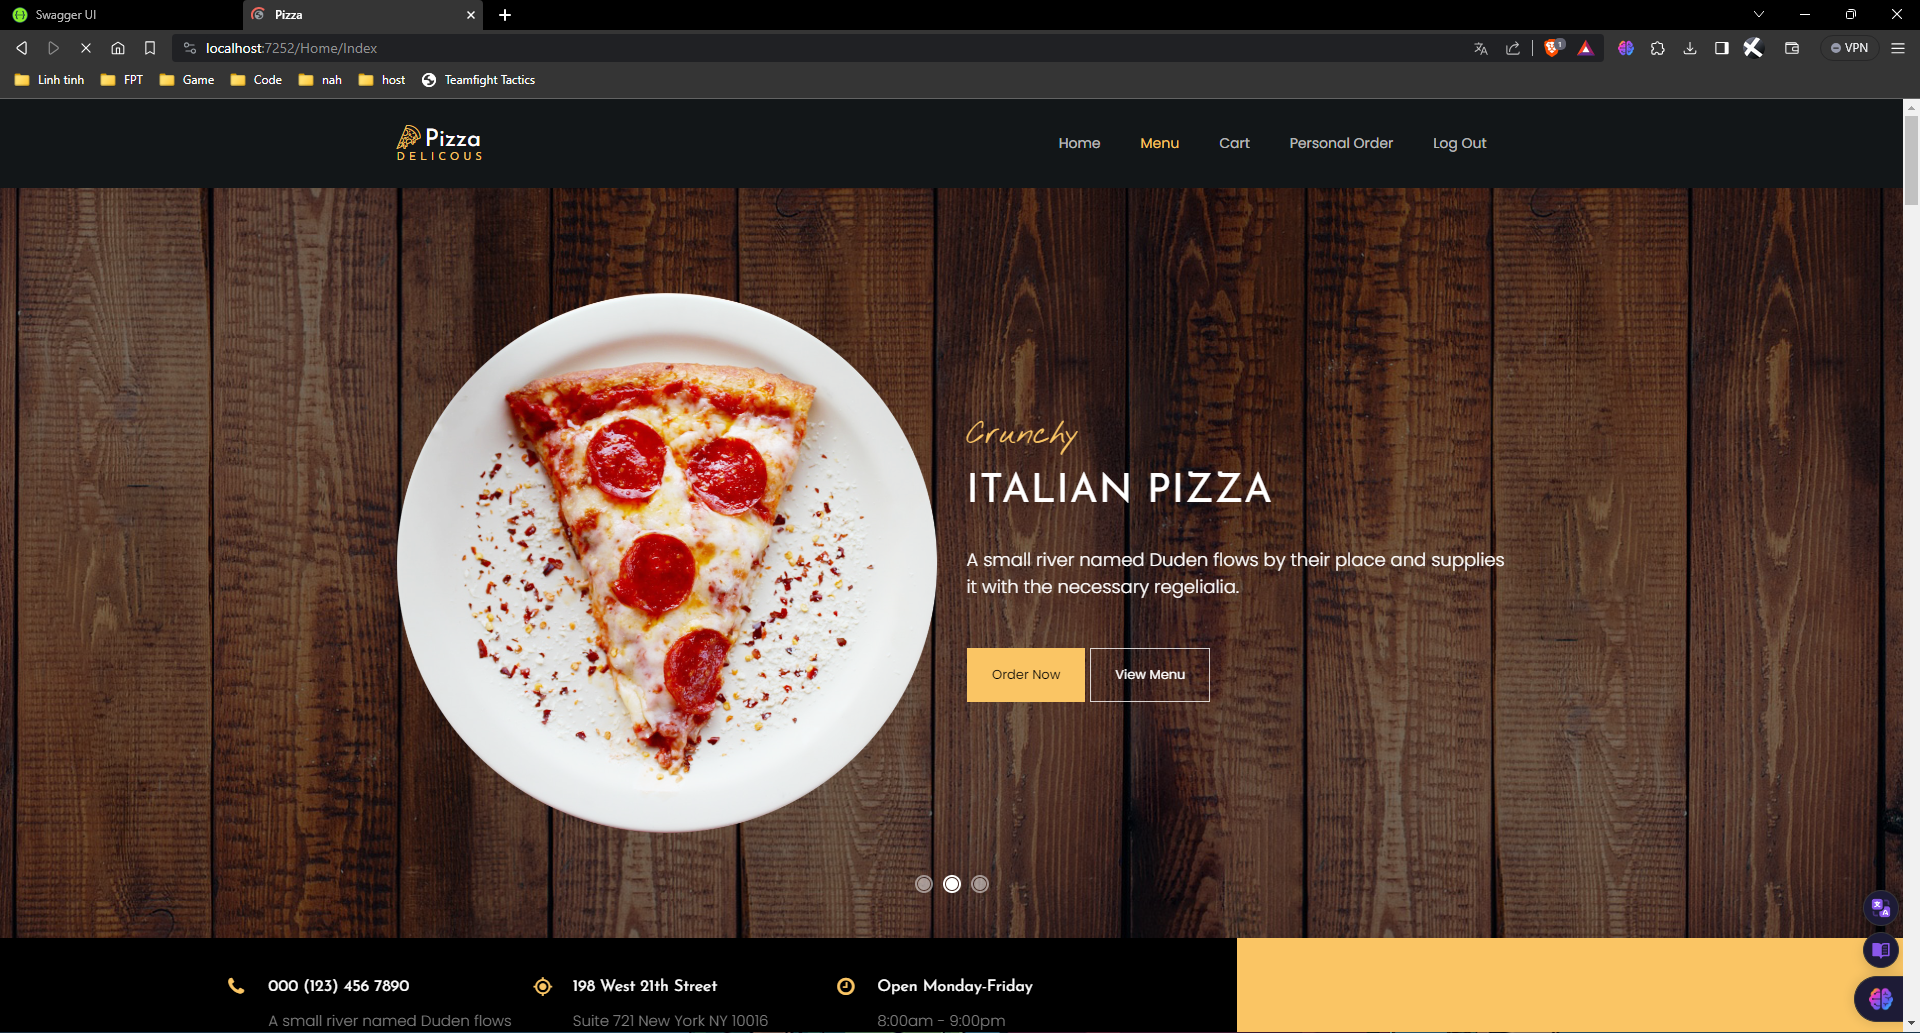 Swagger UI
Pizza
localhost:7252/Home/Index
1
VPN
Linh tinh
FPT
Game
Code
nah
host
Teamfight Tactics
Pizza
DELICOUS
Home
Menu
Cart
Personal Order
Log Out
Crunchy
ITALIAN PIZZA
A small river named Duden flows by their place and supplies
it with the necessary regelialia.
Order Now
View Menu
000 (123) 456 7890
A small river named Duden flows
198 West 21th Street
Suite 721 New York NY 10016
Open Monday-Friday
8:00am - 9:00pm